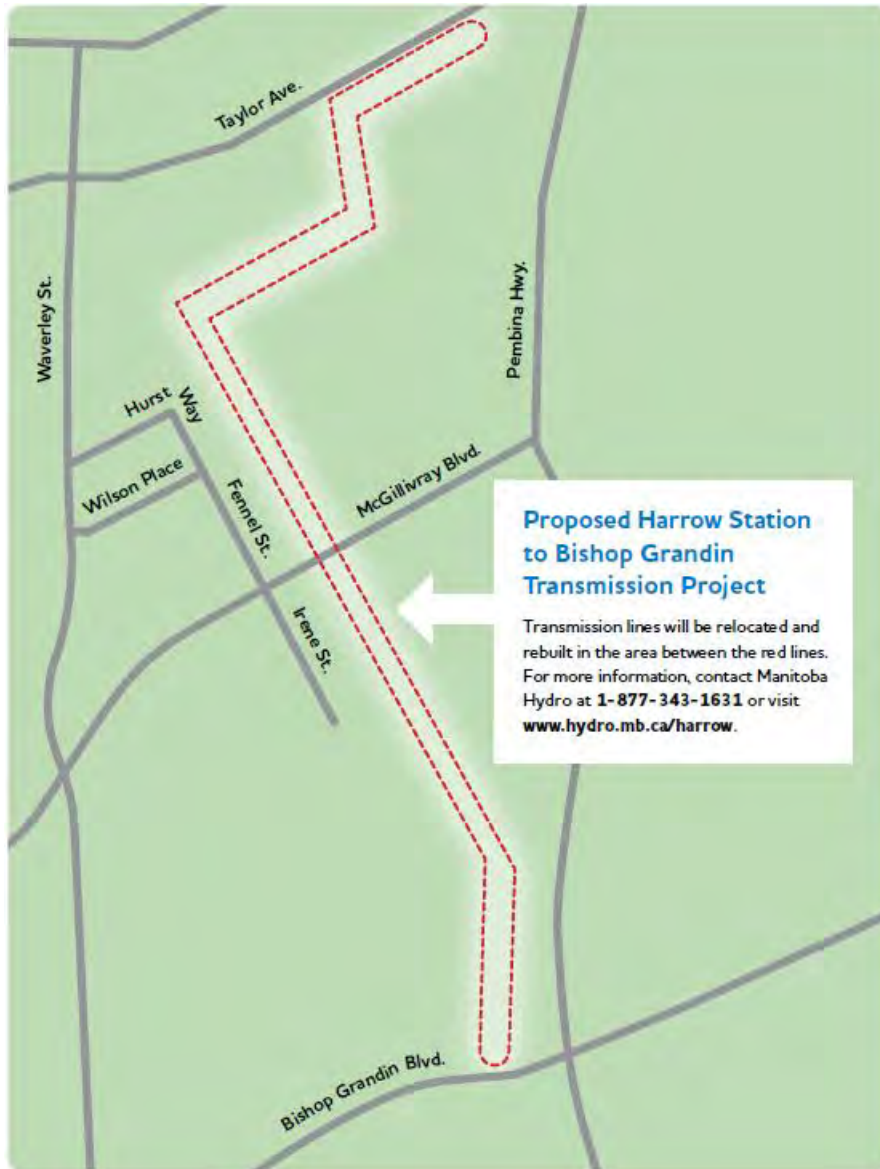 Taylor Ave.
Waverley St.
Pembina Hwy.
Hurst Way
Wilson Place
Fennel St.
McGillivray Blvd.
Irene St.
Proposed Harrow Station
to Bishop Grandin
Transmission Project
Transmission lines will be relocated and
rebuilt in the area between the red lines.
For more information, contact Manitoba
Hydro at 1-877-343-1631 or visit
www.hydro.mb.ca/harrow.
Bishop Grandin Blvd.